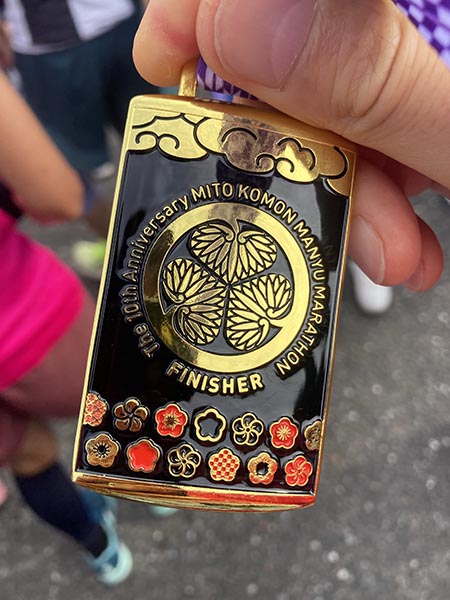 The 10th Anniversary MITO KOMON MANYU MARATHON
FINISHER